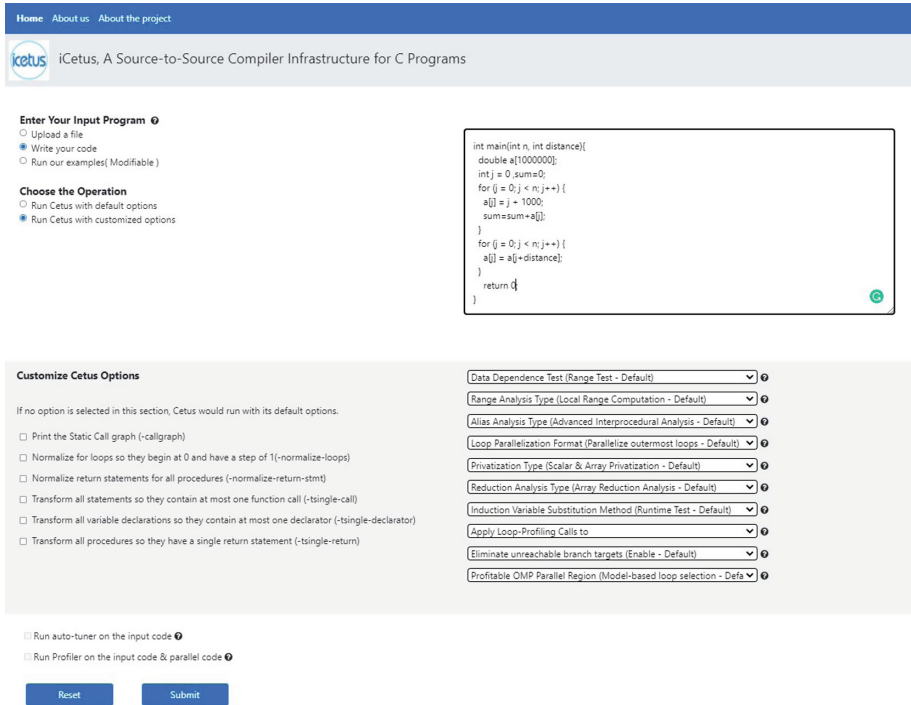 Home About us About the project
icetus iCetus, A Source-to-Source Compiler Infrastructure for C Programs
Enter Your Input Program
Upload a file
Write your code
Run our examples( Modifiable )
Choose the Operation
Run Cetus with default options
Run Cetus with customized options
int main(int n, int distance){
double a[1000000];
int j = 0 ,sum=0;
for (j = 0; j < n; j++) {
a[j] = j + 1000;
sum=sum+a[j];
}
for (j = 0; j < n; j++) {
a[j] = a[j+distance];
}
return 0;
}
Customize Cetus Options
If no option is selected in this section, Cetus would run with its default options.
Print the Static Call graph (-callgraph)
Normalize for loops so they begin at 0 and have a step of 1(-normalize-loops)
Normalize return statements for all procedures (-normalize-return-stmt)
Transform all statements so they contain at most one function call (-tsingle-call)
Transform all variable declarations so they contain at most one declarator (-tsingle-declarator)
Transform all procedures so they have a single return statement (-tsingle-return)
Data Dependence Test (Range Test - Default)
Range Analysis Type (Local Range Computation - Default)
Alias Analysis Type (Advanced Interprocedural Analysis - Default)
Loop Parallelization Format (Parallelize outermost loops - Default)
Privatization Type (Scalar & Array Privatization - Default)
Reduction Analysis Type (Array Reduction Analysis - Default)
Induction Variable Substitution Method (Runtime Test - Default)
Apply Loop-Profiling Calls to
Eliminate unreachable branch targets (Enable - Default)
Profitable OMP Parallel Region (Model-based loop selection - Defa
Run auto-tuner on the input code
Run Profiler on the input code & parallel code
Reset Submit